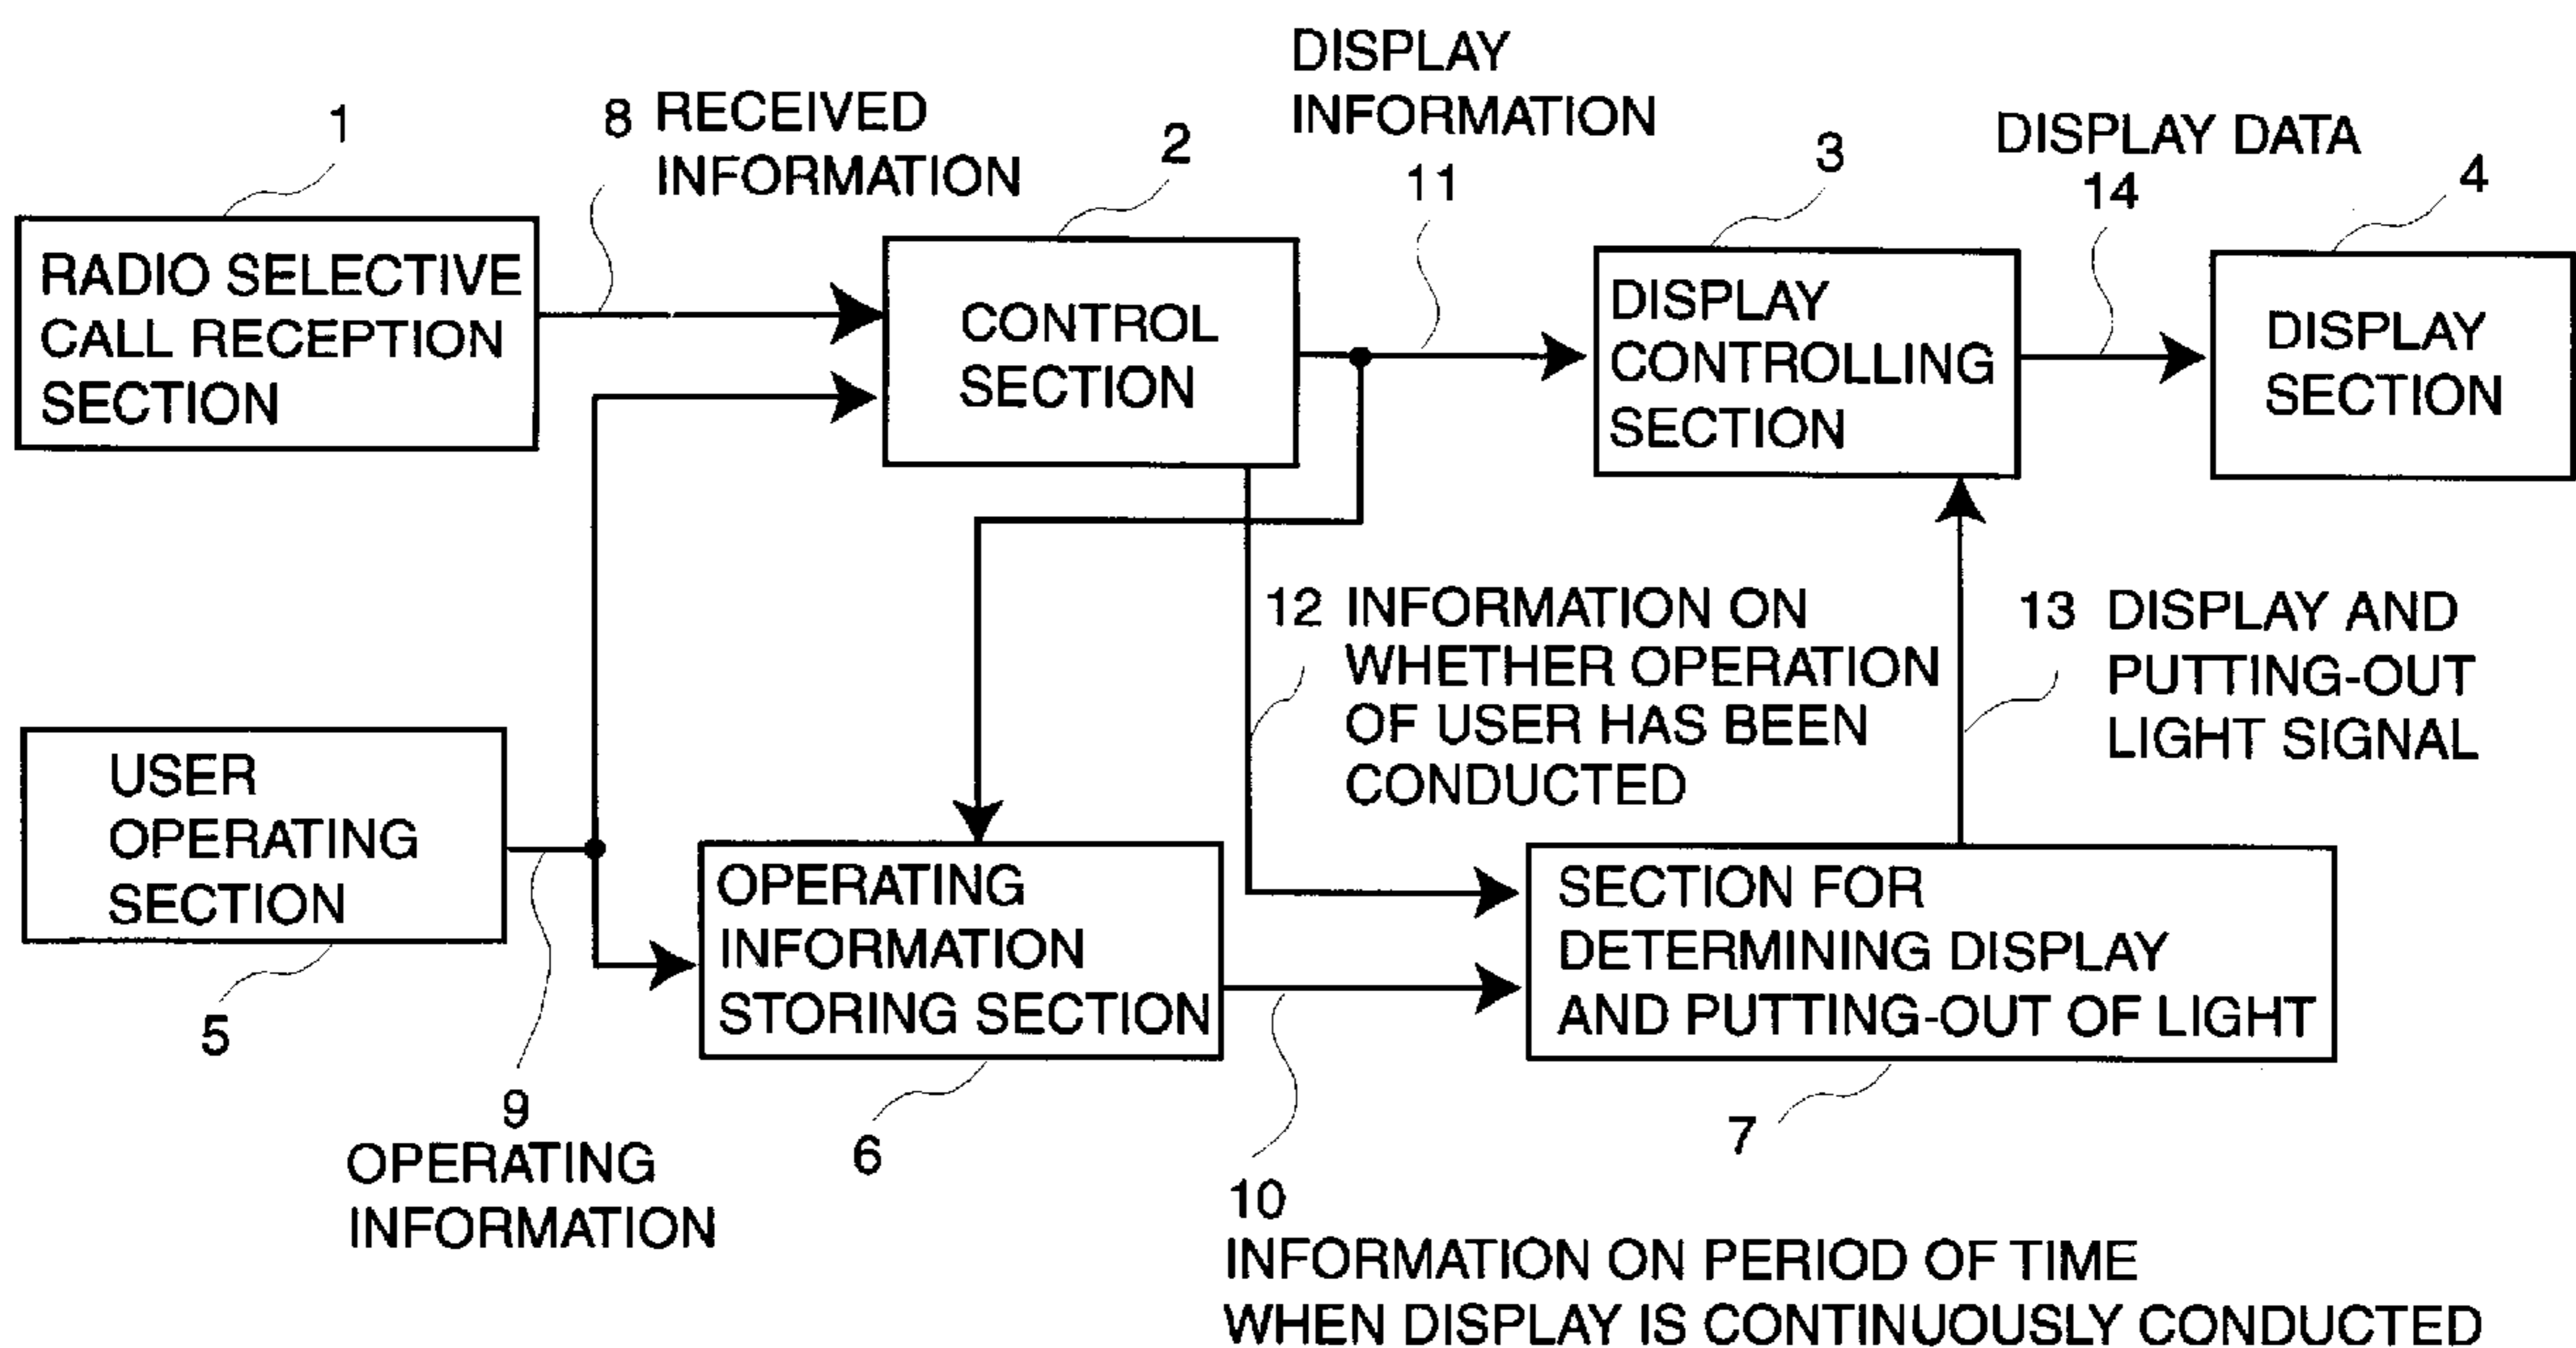 1
8 RECEIVED
INFORMATION
2
DISPLAY
INFORMATION
11
3
DISPLAY DATA
14
4
RADIO SELECTIVE
CALL RECEPTION
SECTION
CONTROL
SECTION
DISPLAY
CONTROLLING
SECTION
DISPLAY
SECTION
12 INFORMATION ON
WHETHER OPERATION
OF USER HAS BEEN
CONDUCTED
13 DISPLAY AND
PUTTING-OUT
LIGHT SIGNAL
USER
OPERATING
SECTION
5
OPERATING
INFORMATION
STORING SECTION
6
SECTION FOR
DETERMINING DISPLAY
AND PUTTING-OUT OF LIGHT
7
9
OPERATING
INFORMATION
10
INFORMATION ON PERIOD OF TIME
WHEN DISPLAY IS CONTINUOUSLY CONDUCTED